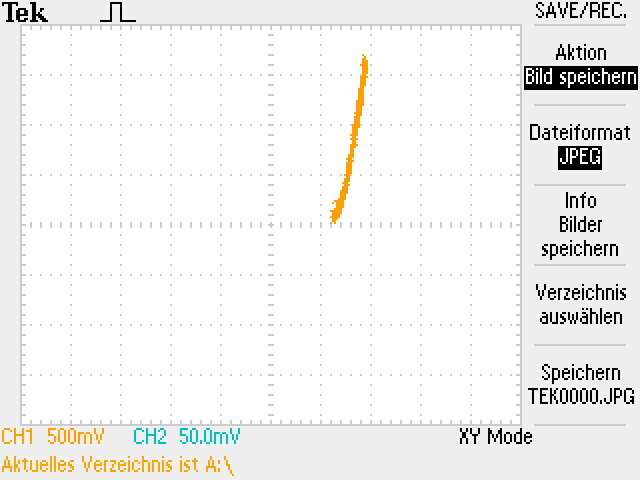 Tek
SAVE/REC.
Aktion
Bild speichern
Dateiformat
JPEG
Info
Bilder
speichern
Verzeichnis
auswählen
Speichern
TEK0000.JPG
CH1 500mV CH2 50.0mV XY Mode
Aktuelles Verzeichnis ist A:\